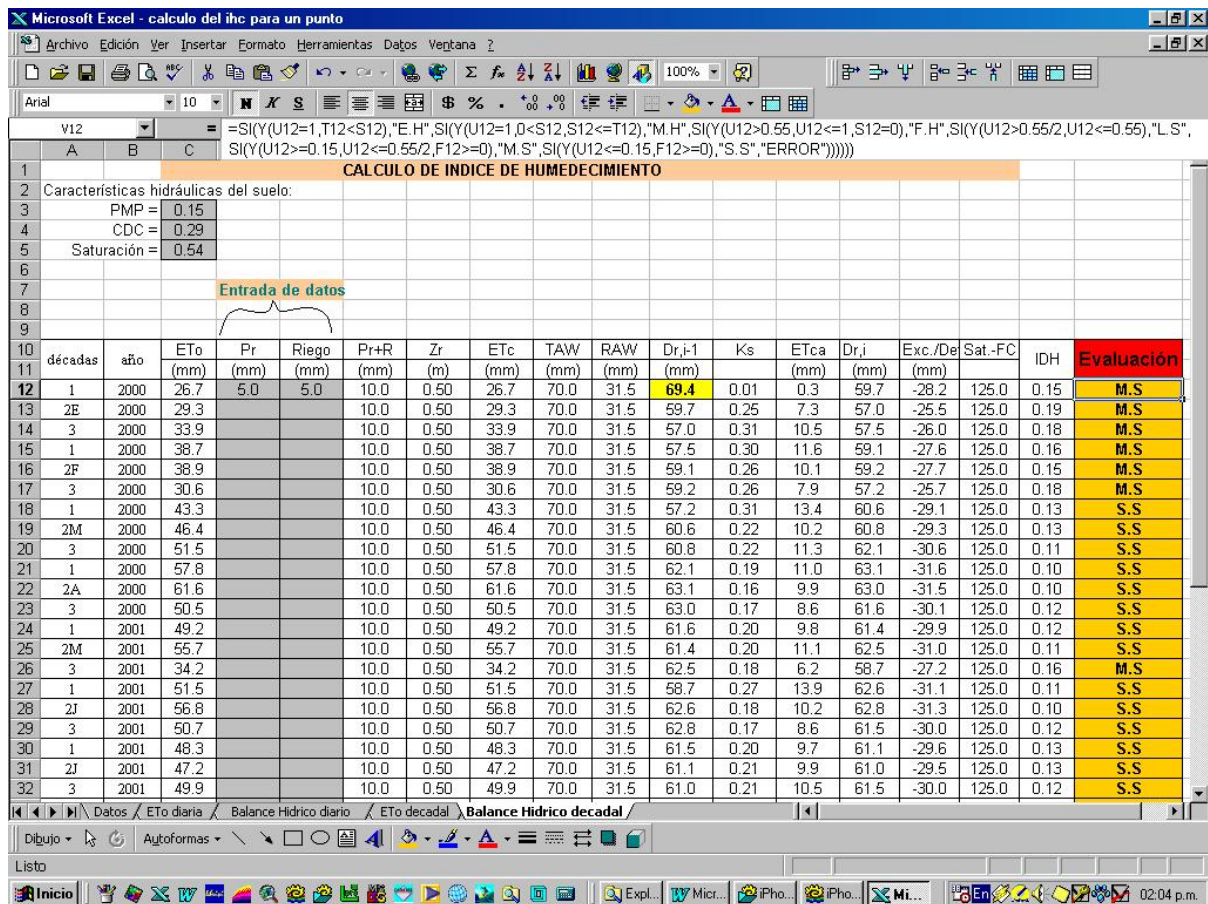 Microsoft Excel - calculo del ihc para un punto
Archivo Edición Ver Insertar Formato Herramientas Datos Ventana ?
100%
Arial 10 N K S $ %
V12 = =SI(Y(U12=1,T12<S12),"E.H",SI(Y(U12=1,0<S12,S12<=T12),"M.H",SI(Y(U12>0.55,U12<=1,S12=0),"F.H",SI(Y(U12>0.55/2,U12<=0.55),"L.S",
SI(Y(U12>=0.15,U12<=0.55/2,F12>=0),"M.S",SI(Y(U12<=0.15,F12>=0),"S.S","ERROR"))))))
A B C
1 CALCULO DE INDICE DE HUMEDECIMIENTO
2 Características hidráulicas del suelo:
3 PMP = 0.15
4 CDC = 0.29
5 Saturación = 0.54
6
7 Entrada de datos
8
9
10 décadas año ETo Pr Riego Pr+R Zr ETc TAW RAW Dr,i-1 Ks ETca Dr,i Exc./De Sat.-FC IDH Evaluación
11 (mm) (mm) (mm) (mm) (m) (mm) (mm) (mm) (mm) (mm) (mm) (mm)
12 1 2000 26.7 5.0 5.0 10.0 0.50 26.7 70.0 31.5 69.4 0.01 0.3 59.7 -28.2 125.0 0.15 M.S
13 2E 2000 29.3 10.0 0.50 29.3 70.0 31.5 59.7 0.25 7.3 57.0 -25.5 125.0 0.19 M.S
14 3 2000 33.9 10.0 0.50 33.9 70.0 31.5 57.0 0.31 10.5 57.5 -26.0 125.0 0.18 M.S
15 1 2000 38.7 10.0 0.50 38.7 70.0 31.5 57.5 0.30 11.6 59.1 -27.6 125.0 0.16 M.S
16 2F 2000 38.9 10.0 0.50 38.9 70.0 31.5 59.1 0.26 10.1 59.2 -27.7 125.0 0.15 M.S
17 3 2000 30.6 10.0 0.50 30.6 70.0 31.5 59.2 0.26 7.9 57.2 -25.7 125.0 0.18 M.S
18 1 2000 43.3 10.0 0.50 43.3 70.0 31.5 57.2 0.31 13.4 60.6 -29.1 125.0 0.13 S.S
19 2M 2000 46.4 10.0 0.50 46.4 70.0 31.5 60.6 0.22 10.2 60.8 -29.3 125.0 0.13 S.S
20 3 2000 51.5 10.0 0.50 51.5 70.0 31.5 60.8 0.22 11.3 62.1 -30.6 125.0 0.11 S.S
21 1 2000 57.8 10.0 0.50 57.8 70.0 31.5 62.1 0.19 11.0 63.1 -31.6 125.0 0.10 S.S
22 2A 2000 61.6 10.0 0.50 61.6 70.0 31.5 63.1 0.16 9.9 63.0 -31.5 125.0 0.10 S.S
23 3 2000 50.5 10.0 0.50 50.5 70.0 31.5 63.0 0.17 8.6 61.6 -30.1 125.0 0.12 S.S
24 1 2001 49.2 10.0 0.50 49.2 70.0 31.5 61.6 0.20 9.8 61.4 -29.9 125.0 0.12 S.S
25 2M 2001 55.7 10.0 0.50 55.7 70.0 31.5 61.4 0.20 11.1 62.5 -31.0 125.0 0.11 S.S
26 3 2001 34.2 10.0 0.50 34.2 70.0 31.5 62.5 0.18 6.2 58.7 -27.2 125.0 0.16 M.S
27 1 2001 51.5 10.0 0.50 51.5 70.0 31.5 58.7 0.27 13.9 62.6 -31.1 125.0 0.11 S.S
28 2J 2001 56.8 10.0 0.50 56.8 70.0 31.5 62.6 0.18 10.2 62.8 -31.3 125.0 0.10 S.S
29 3 2001 50.7 10.0 0.50 50.7 70.0 31.5 62.8 0.17 8.6 61.5 -30.0 125.0 0.12 S.S
30 1 2001 48.3 10.0 0.50 48.3 70.0 31.5 61.5 0.20 9.7 61.1 -29.6 125.0 0.13 S.S
31 2J 2001 47.2 10.0 0.50 47.2 70.0 31.5 61.1 0.21 9.9 61.0 -29.5 125.0 0.13 S.S
32 3 2001 49.9 10.0 0.50 49.9 70.0 31.5 61.0 0.21 10.5 61.5 -30.0 125.0 0.12 S.S
Datos / ETo diaria / Balance Hidrico diario / ETo decadal \ Balance Hidrico decadal /
Dibujo Autoformas
Listo
Inicio Expl... Micr... iPho... iPho... Mi... En 02:04 p.m.